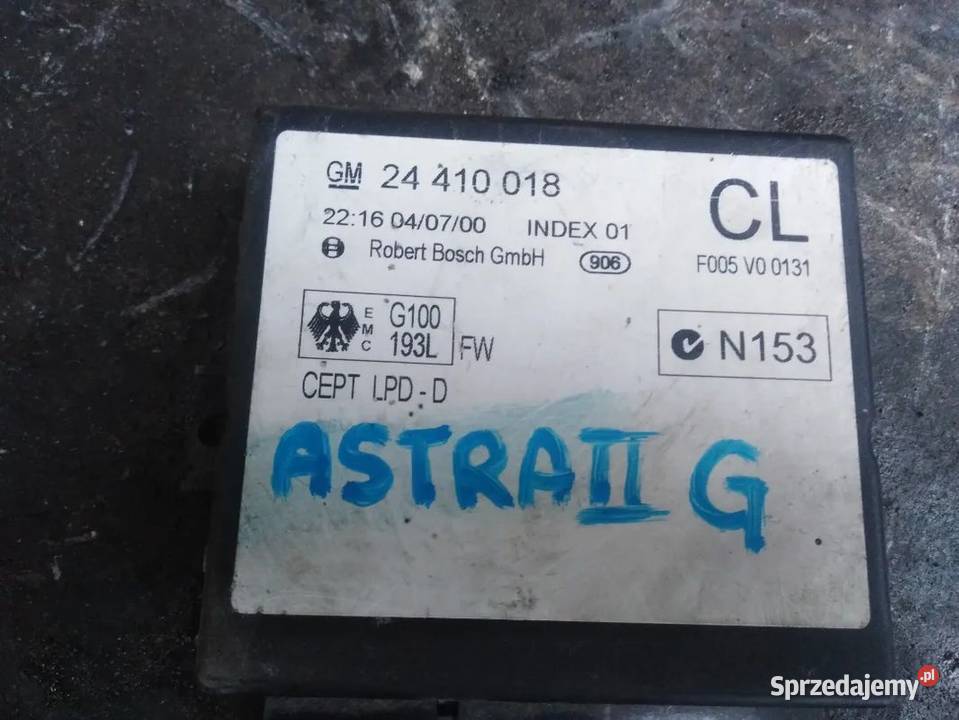 GM 24 410 018
CL
22:16 04/07/00 INDEX 01
Robert Bosch GmbH 906
F005 V0 0131
EMC G100
193L FW
N153
CEPT LPD - D
ASTRA II G
Sprzedajemy.pl